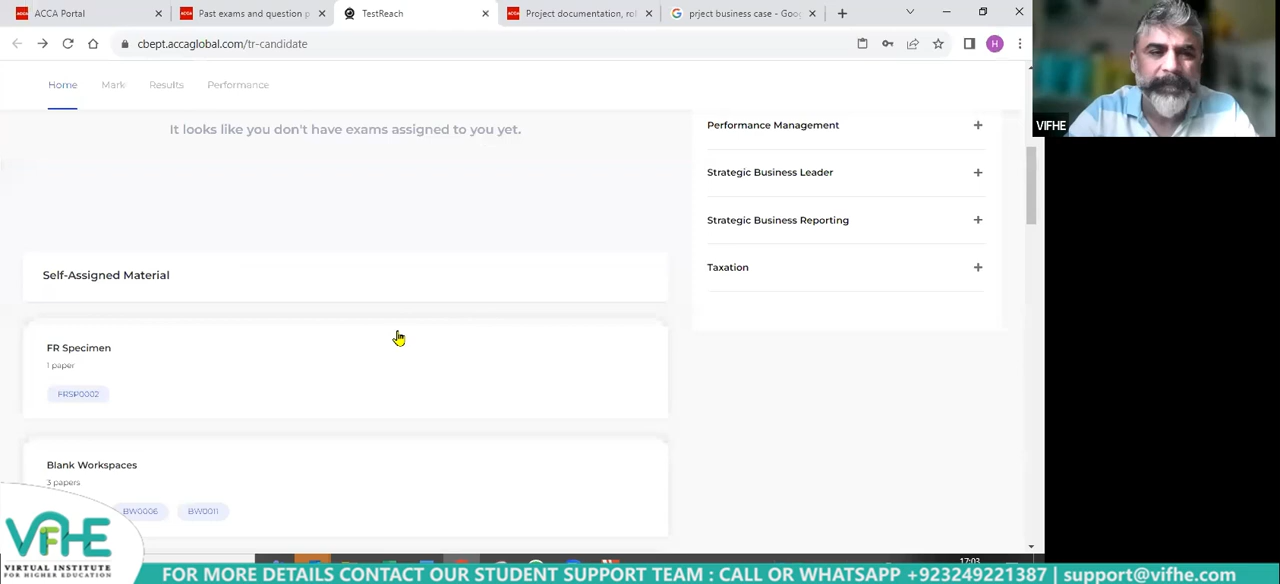 ACCA Portal
Past exams and question p
TestReach
Project documentation, rol
prject business case - Goo
cbept.accaglobal.com/tr-candidate
H
Home
Mark
Results
Performance
It looks like you don't have exams assigned to you yet.
Performance Management
Strategic Business Leader
Strategic Business Reporting
Taxation
Self-Assigned Material
FR Specimen
1 paper
FRSP0002
Blank Workspaces
3 papers
BW0006
BW0011
VIFHE
17:03
VIFHE
VIRTUAL INSTITUTE
FOR HIGHER EDUCATION
FOR MORE DETAILS CONTACT OUR STUDENT SUPPORT TEAM : CALL OR WHATSAPP +923249221387 | support@vifhe.com